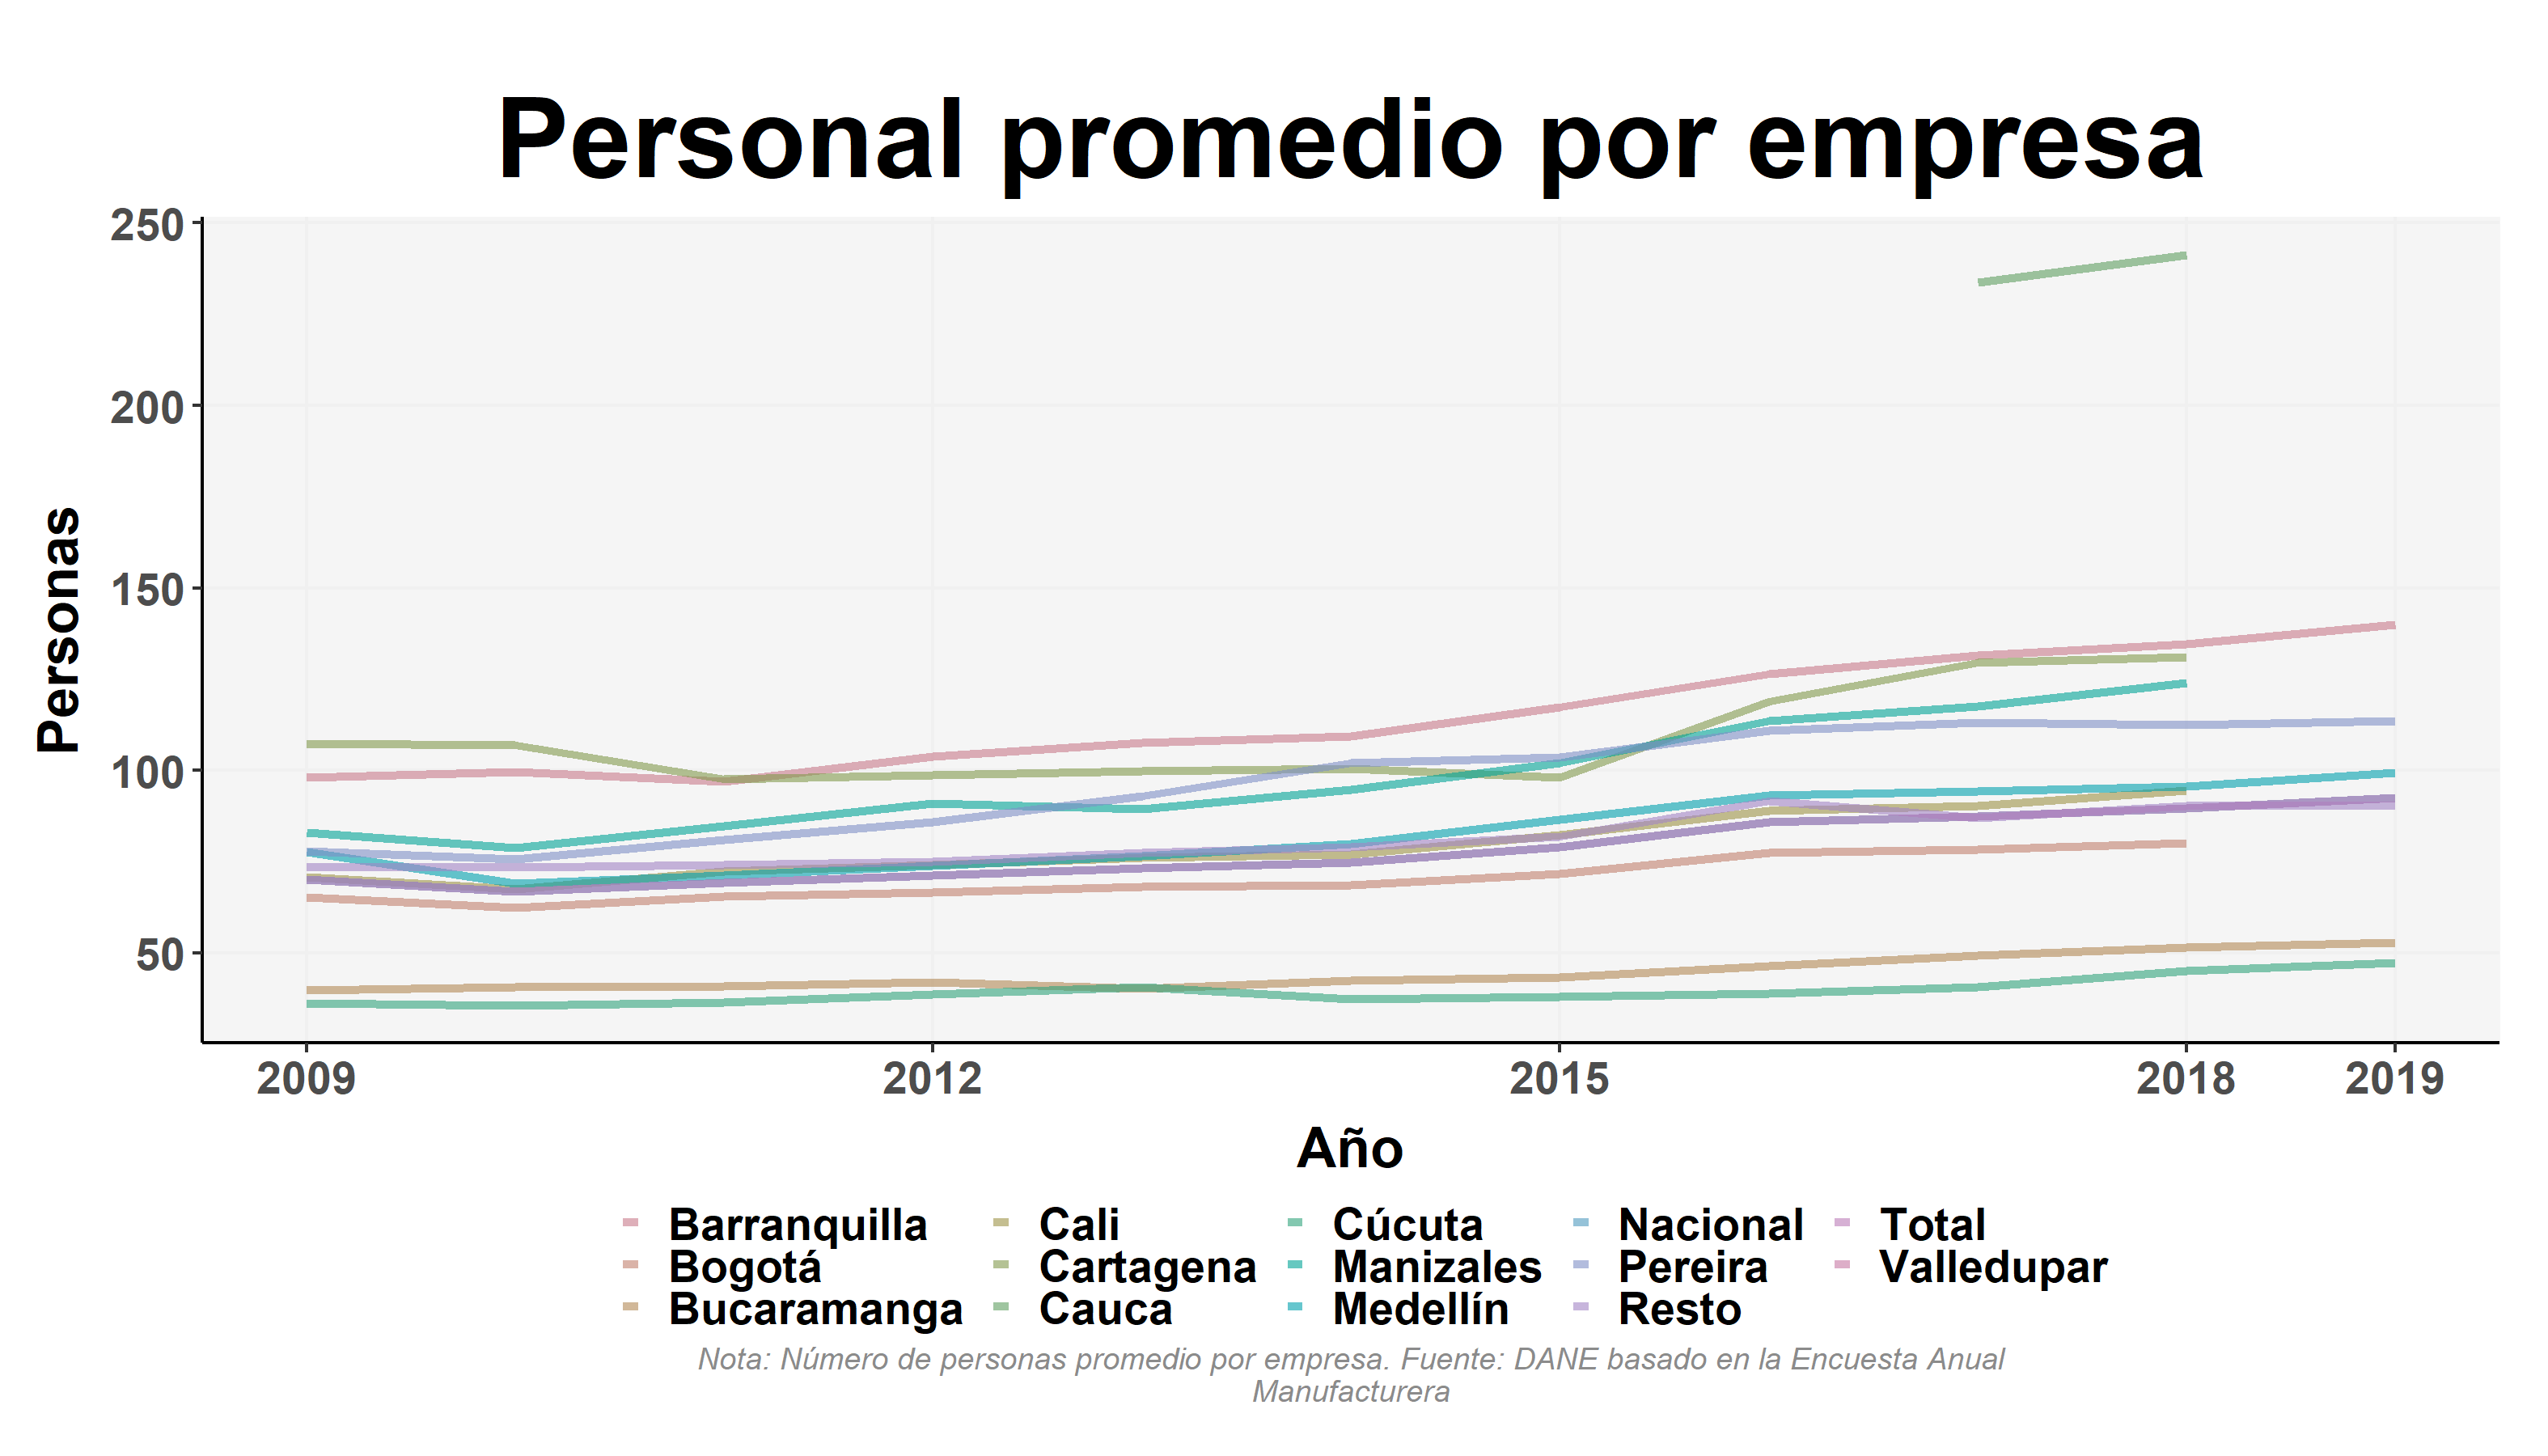 Personal promedio por empresa
250
200
150
100
50
Personas
2009 2012 2015 2018 2019
Año
Barranquilla Cali Cúcuta Nacional Total
Bogotá Cartagena Manizales Pereira Valledupar
Bucaramanga Cauca Medellín Resto
Nota: Número de personas promedio por empresa. Fuente: DANE basado en la Encuesta Anual
Manufacturera